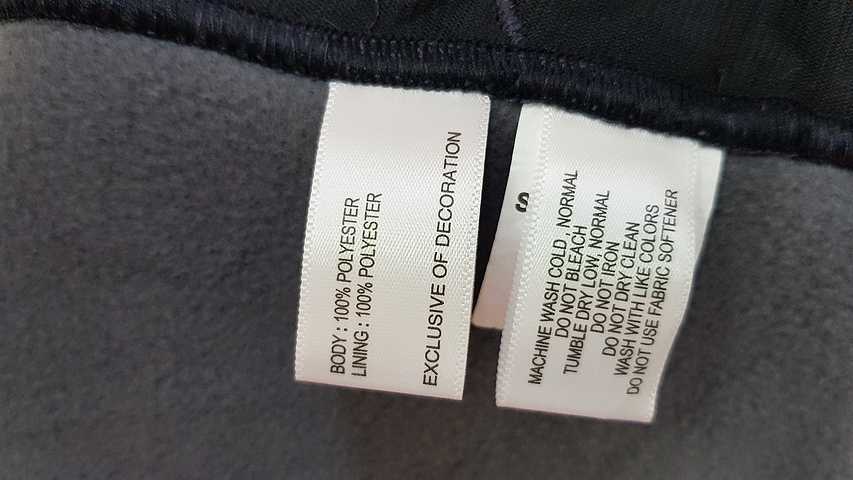 BODY : 100% POLYESTER
LINING : 100% POLYESTER
EXCLUSIVE OF DECORATION
S
MACHINE WASH COLD , NORMAL
DO NOT BLEACH
TUMBLE DRY LOW, NORMAL
DO NOT IRON
DO NOT DRY CLEAN
WASH WITH LIKE COLORS
DO NOT USE FABRIC SOFTENER